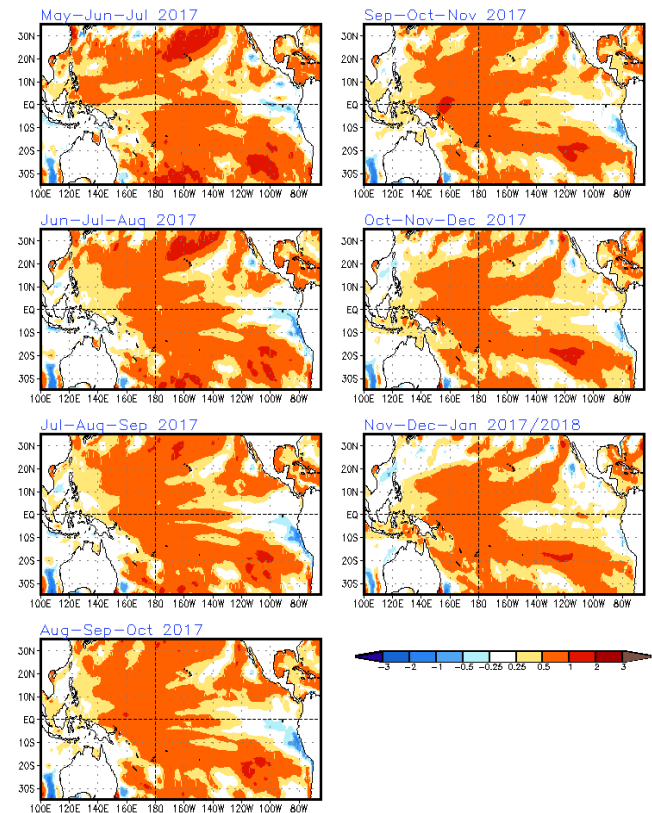 May-Jun-Jul 2017
30N
20N
10N
EQ
10S
20S
30S
100E 120E 140E 160E 180 160W 140W 120W 100W 80W
Jun-Jul-Aug 2017
30N
20N
10N
EQ
10S
20S
30S
100E 120E 140E 160E 180 160W 140W 120W 100W 80W
Jul-Aug-Sep 2017
30N
20N
10N
EQ
10S
20S
30S
100E 120E 140E 160E 180 160W 140W 120W 100W 80W
Aug-Sep-Oct 2017
30N
20N
10N
EQ
10S
20S
30S
100E 120E 140E 160E 180 160W 140W 120W 100W 80W
Sep-Oct-Nov 2017
30N
20N
10N
EQ
10S
20S
30S
100E 120E 140E 160E 180 160W 140W 120W 100W 80W
Oct-Nov-Dec 2017
30N
20N
10N
EQ
10S
20S
30S
100E 120E 140E 160E 180 160W 140W 120W 100W 80W
Nov-Dec-Jan 2017/2018
30N
20N
10N
EQ
10S
20S
30S
100E 120E 140E 160E 180 160W 140W 120W 100W 80W
-3 -2 -1 -0.5 -0.25 0.25 0.5 1 2 3